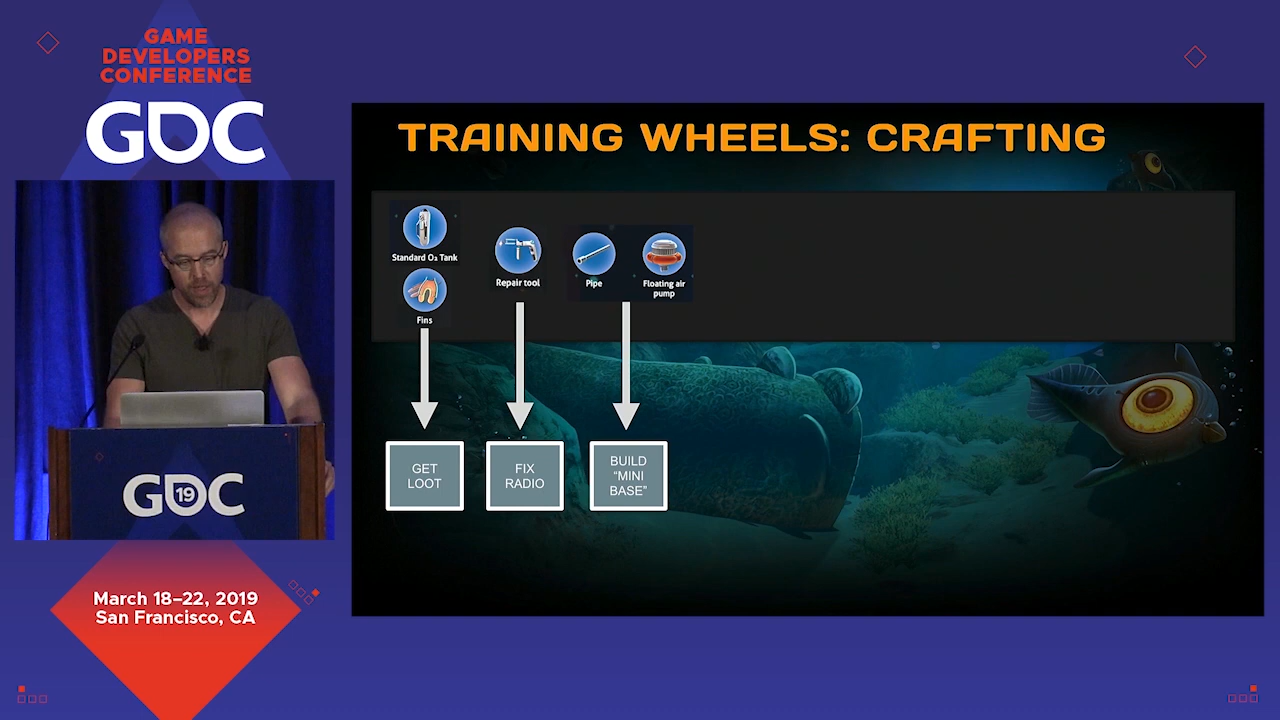 GAME
DEVELOPERS
CONFERENCE
GDC
GDC
19
March 18–22, 2019
San Francisco, CA
TRAINING WHEELS: CRAFTING
Standard O₂ Tank
Fins
Repair tool
Pipe
Floating air
pump
GET
LOOT
FIX
RADIO
BUILD
“MINI
BASE”